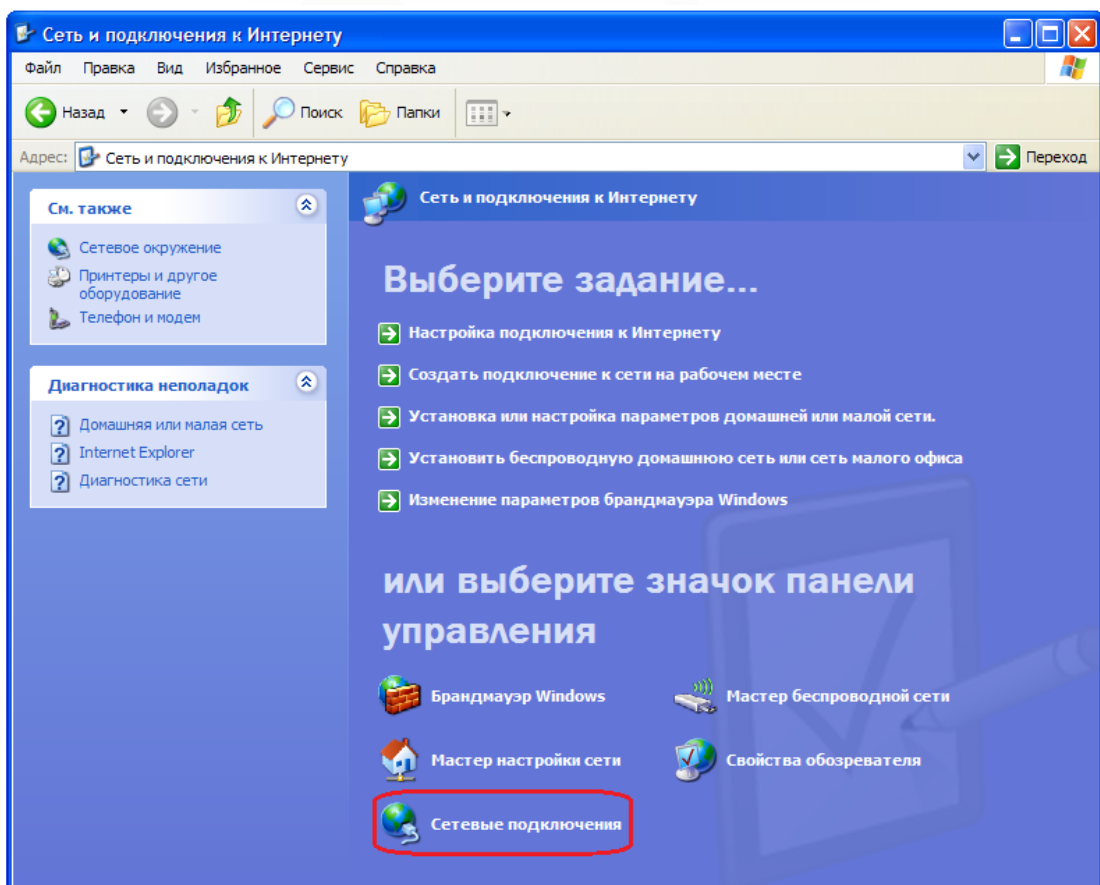 Сеть и подключения к Интернету
Файл Правка Вид Избранное Сервис Справка
Назад Поиск Папки
Адрес: Сеть и подключения к Интернету Переход
См. также
Сетевое окружение
Принтеры и другое
оборудование
Телефон и модем
Диагностика неполадок
Домашняя или малая сеть
Internet Explorer
Диагностика сети
Сеть и подключения к Интернету
Выберите задание...
Настройка подключения к Интернету
Создать подключение к сети на рабочем месте
Установка или настройка параметров домашней или малой сети.
Установить беспроводную домашнюю сеть или сеть малого офиса
Изменение параметров брандмауэра Windows
или выберите значок панели
управления
Брандмауэр Windows Мастер беспроводной сети
Мастер настройки сети Свойства обозревателя
Сетевые подключения